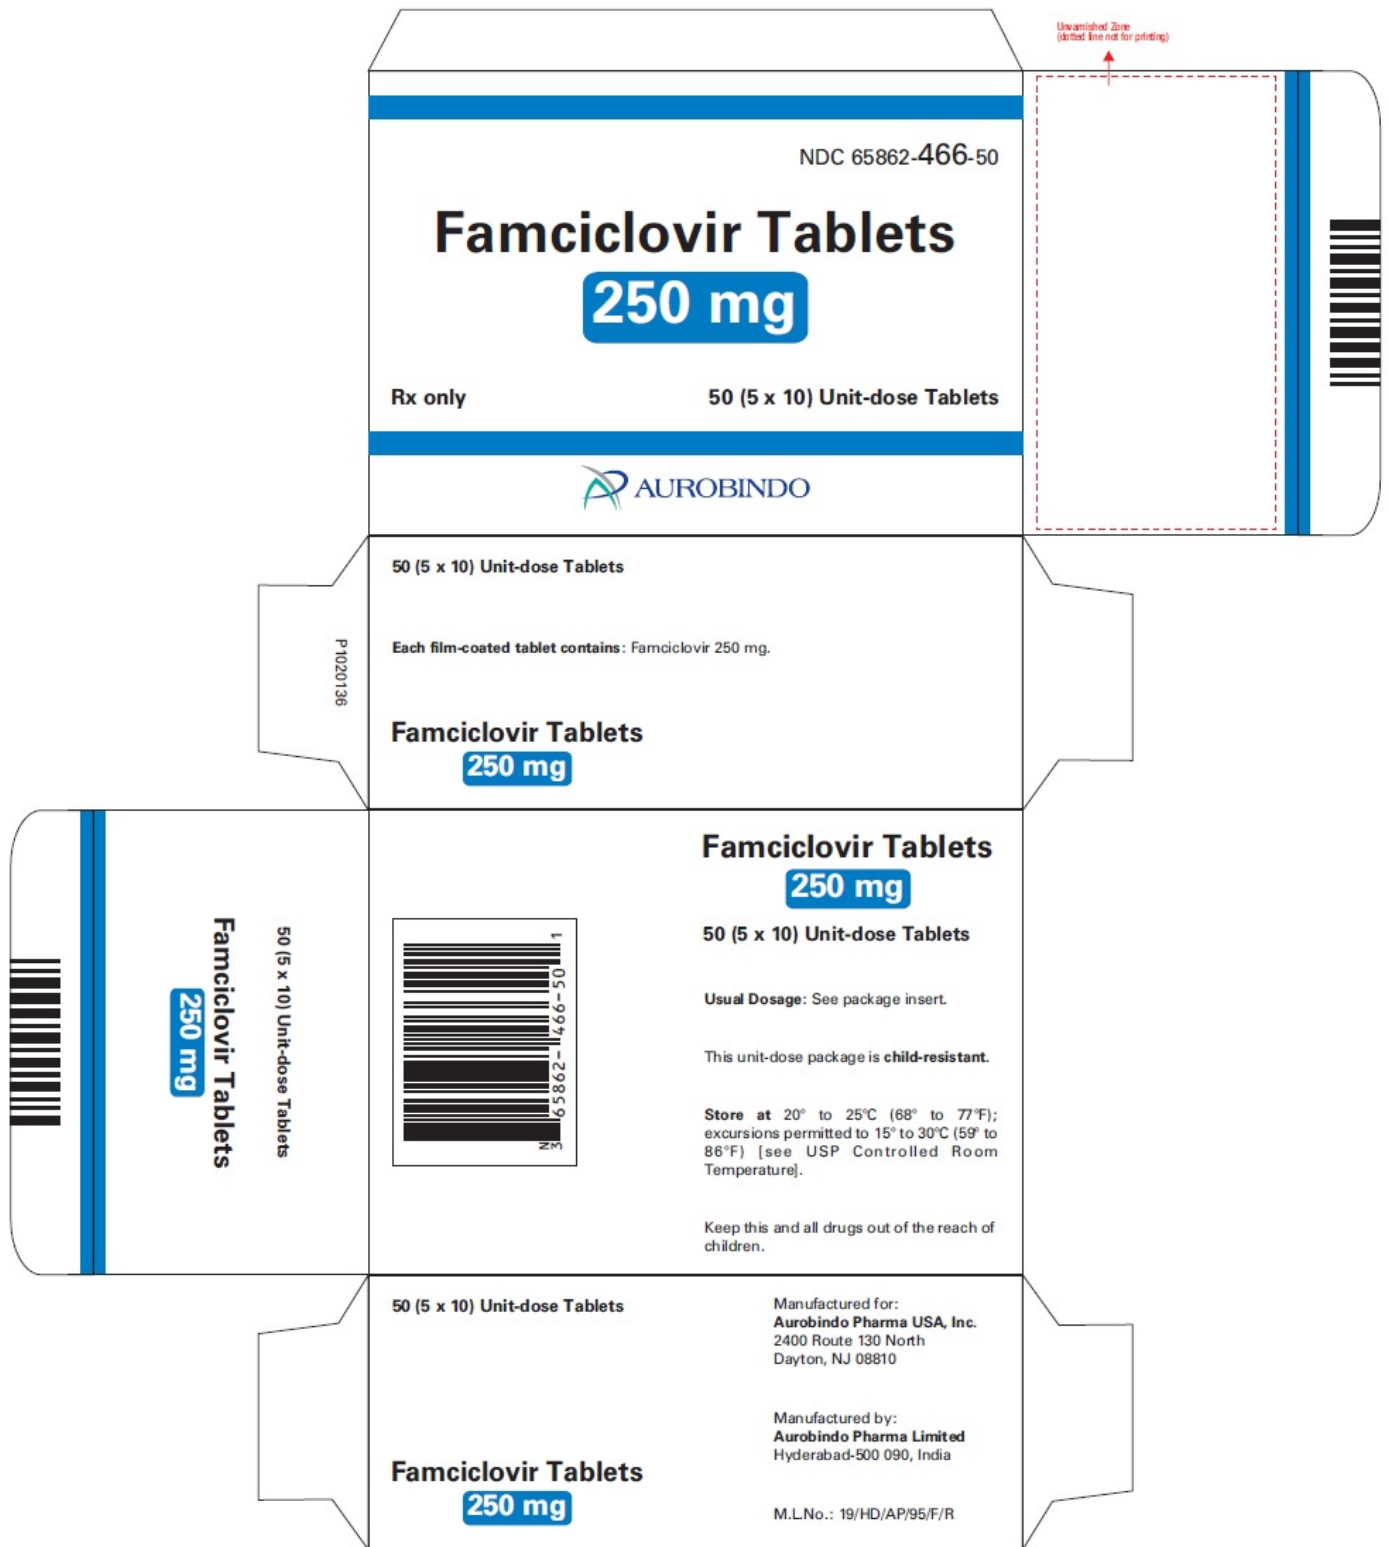 Unvarnished Zone
(dotted line not for printing)
NDC 65862-466-50
Famciclovir Tablets
250 mg
Rx only
50 (5 x 10) Unit-dose Tablets
AUROBINDO
50 (5 x 10) Unit-dose Tablets
Each film-coated tablet contains: Famciclovir 250 mg.
P1020136
Famciclovir Tablets
250 mg
50 (5 x 10) Unit-dose Tablets
Famciclovir Tablets
250 mg
N
3 65862-466-50 1
Famciclovir Tablets
250 mg
50 (5 x 10) Unit-dose Tablets
Usual Dosage: See package insert.
This unit-dose package is child-resistant.
Store at 20° to 25°C (68° to 77°F);
excursions permitted to 15° to 30°C (59° to
86°F) [see USP Controlled Room
Temperature].
Keep this and all drugs out of the reach of
children.
50 (5 x 10) Unit-dose Tablets
Famciclovir Tablets
250 mg
Manufactured for:
Aurobindo Pharma USA, Inc.
2400 Route 130 North
Dayton, NJ 08810
Manufactured by:
Aurobindo Pharma Limited
Hyderabad-500 090, India
M.L.No.: 19/HD/AP/95/F/R